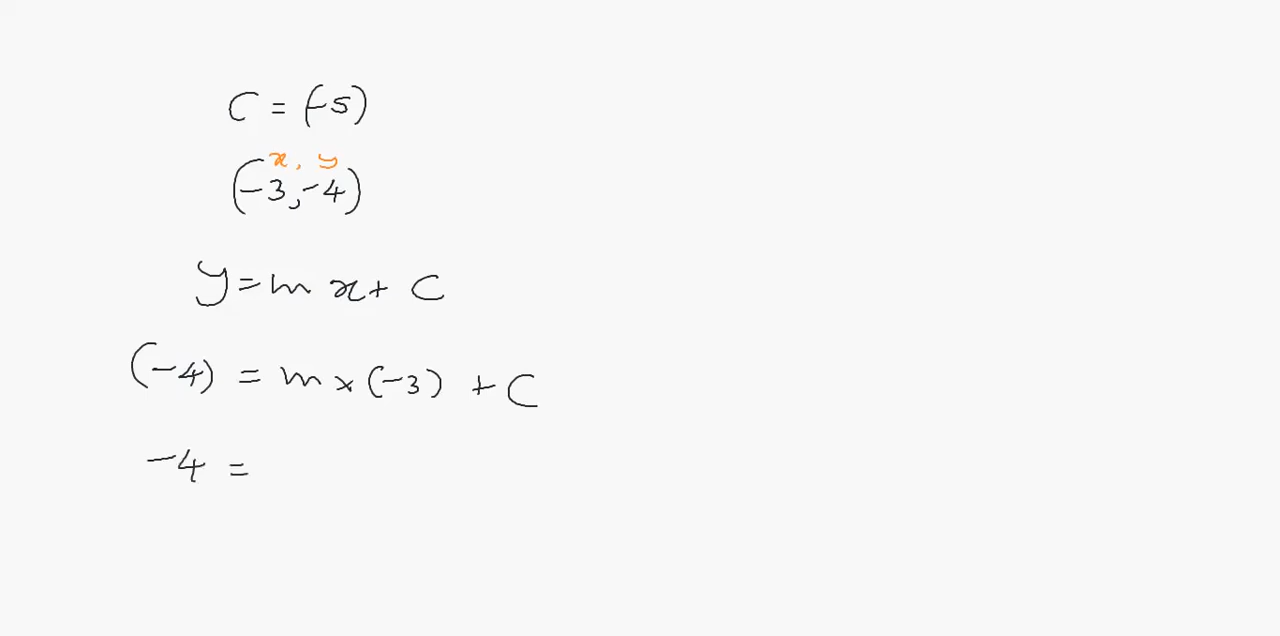 C = (-5)
x, y
(-3,-4)
y = m x + C
(-4) = m × (-3) + C
-4 =